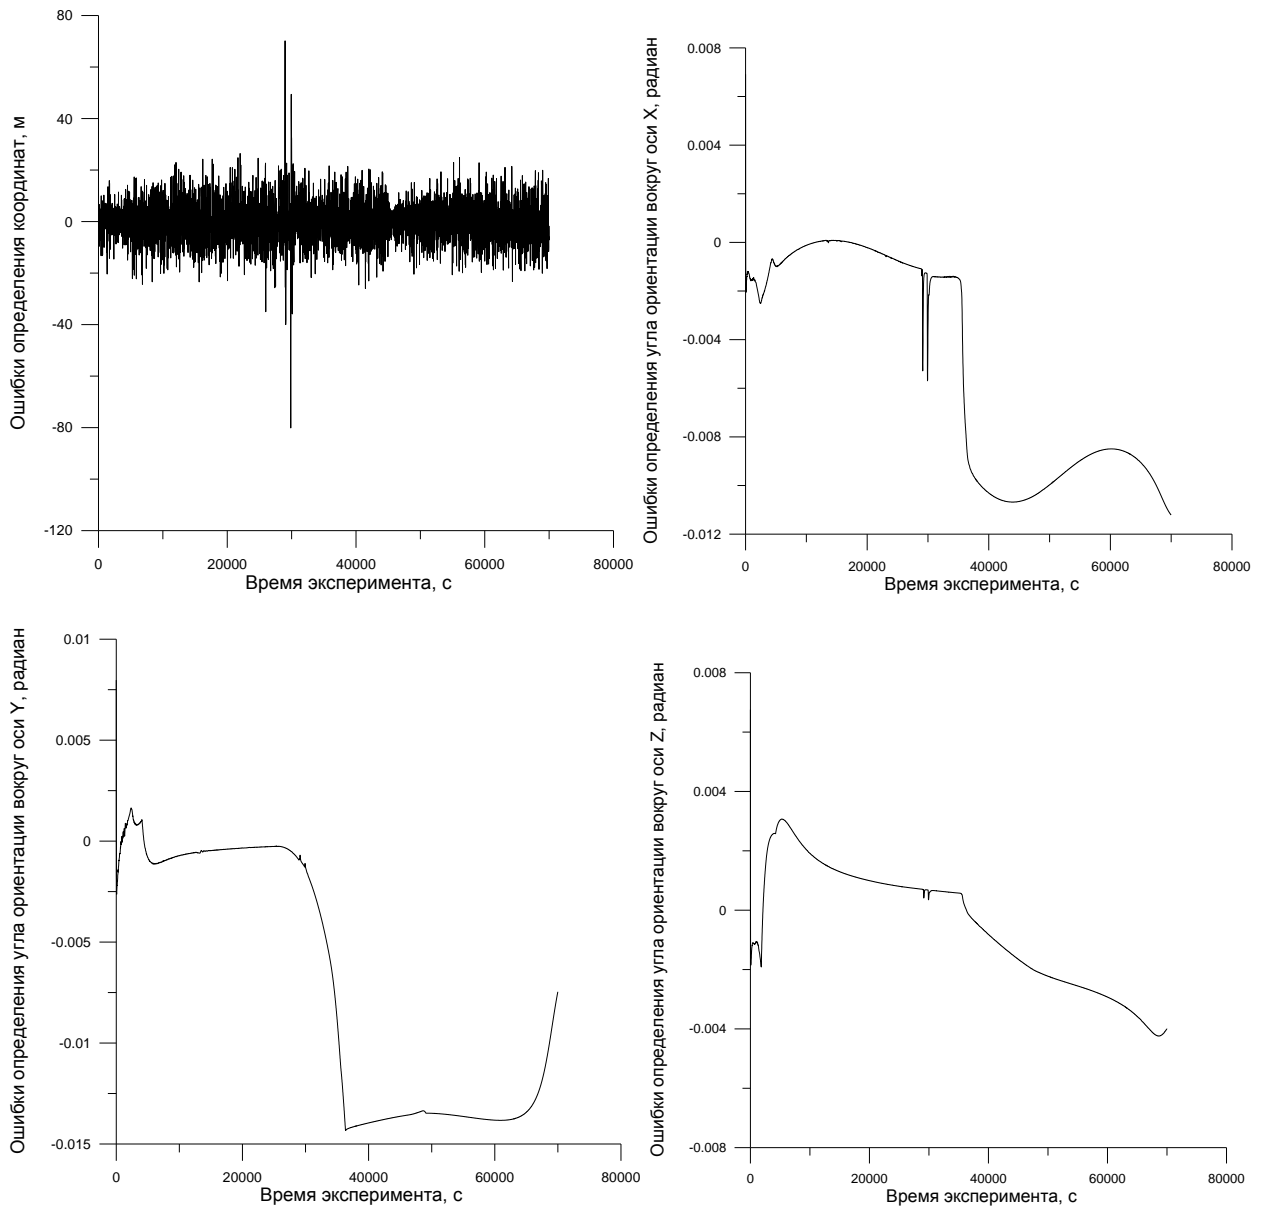 Ошибки определения координат, м
80
40
0
-40
-80
-120
0 20000 40000 60000 80000
Время эксперимента, с
Ошибки определения угла ориентации вокруг оси X, радиан
0.008
0.004
0
-0.004
-0.008
-0.012
0 20000 40000 60000 80000
Время эксперимента, с
Ошибки определения угла ориентации вокруг оси Y, радиан
0.01
0.005
0
-0.005
-0.01
-0.015
0 20000 40000 60000 80000
Время эксперимента, с
Ошибки определения угла ориентации вокруг оси Z, радиан
0.008
0.004
0
-0.004
-0.008
0 20000 40000 60000 80000
Время эксперимента, с